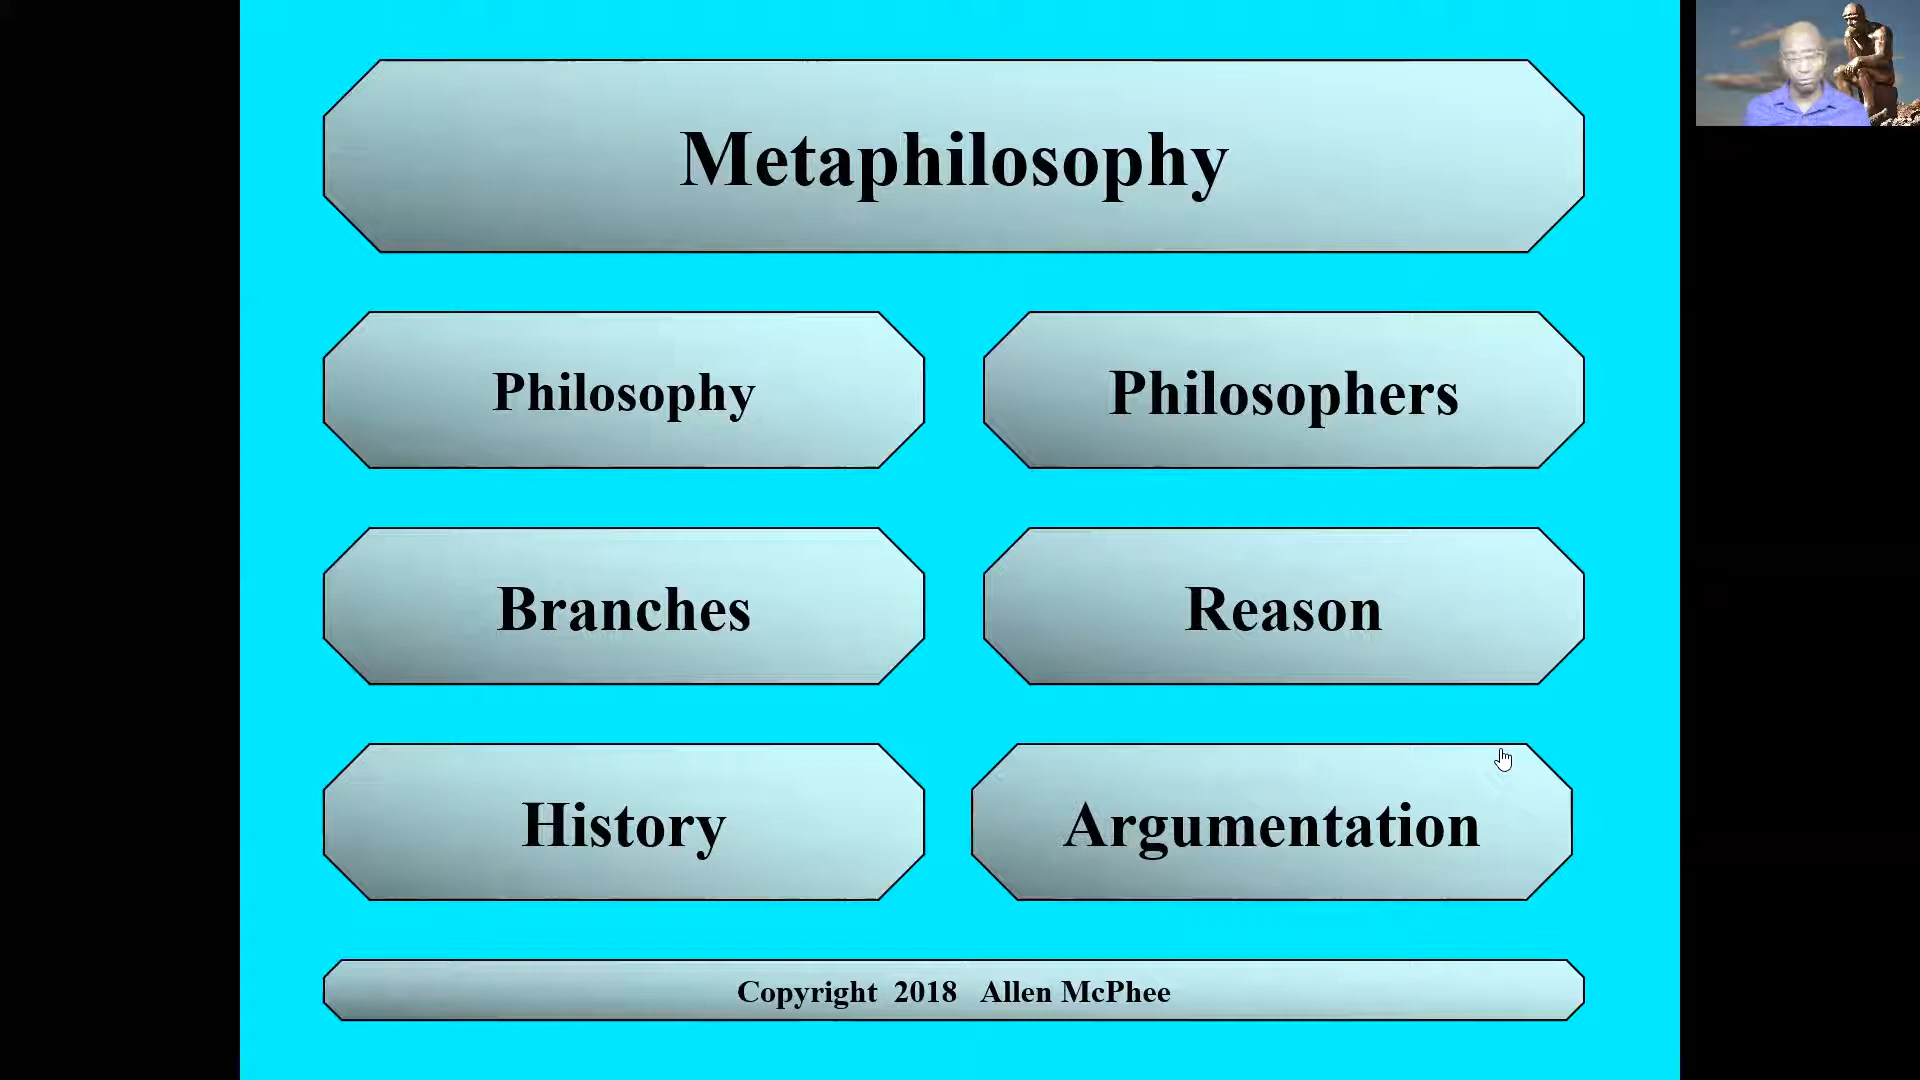 Metaphilosophy
Philosophy
Philosophers
Branches
Reason
History
Argumentation
Copyright 2018 Allen McPhee